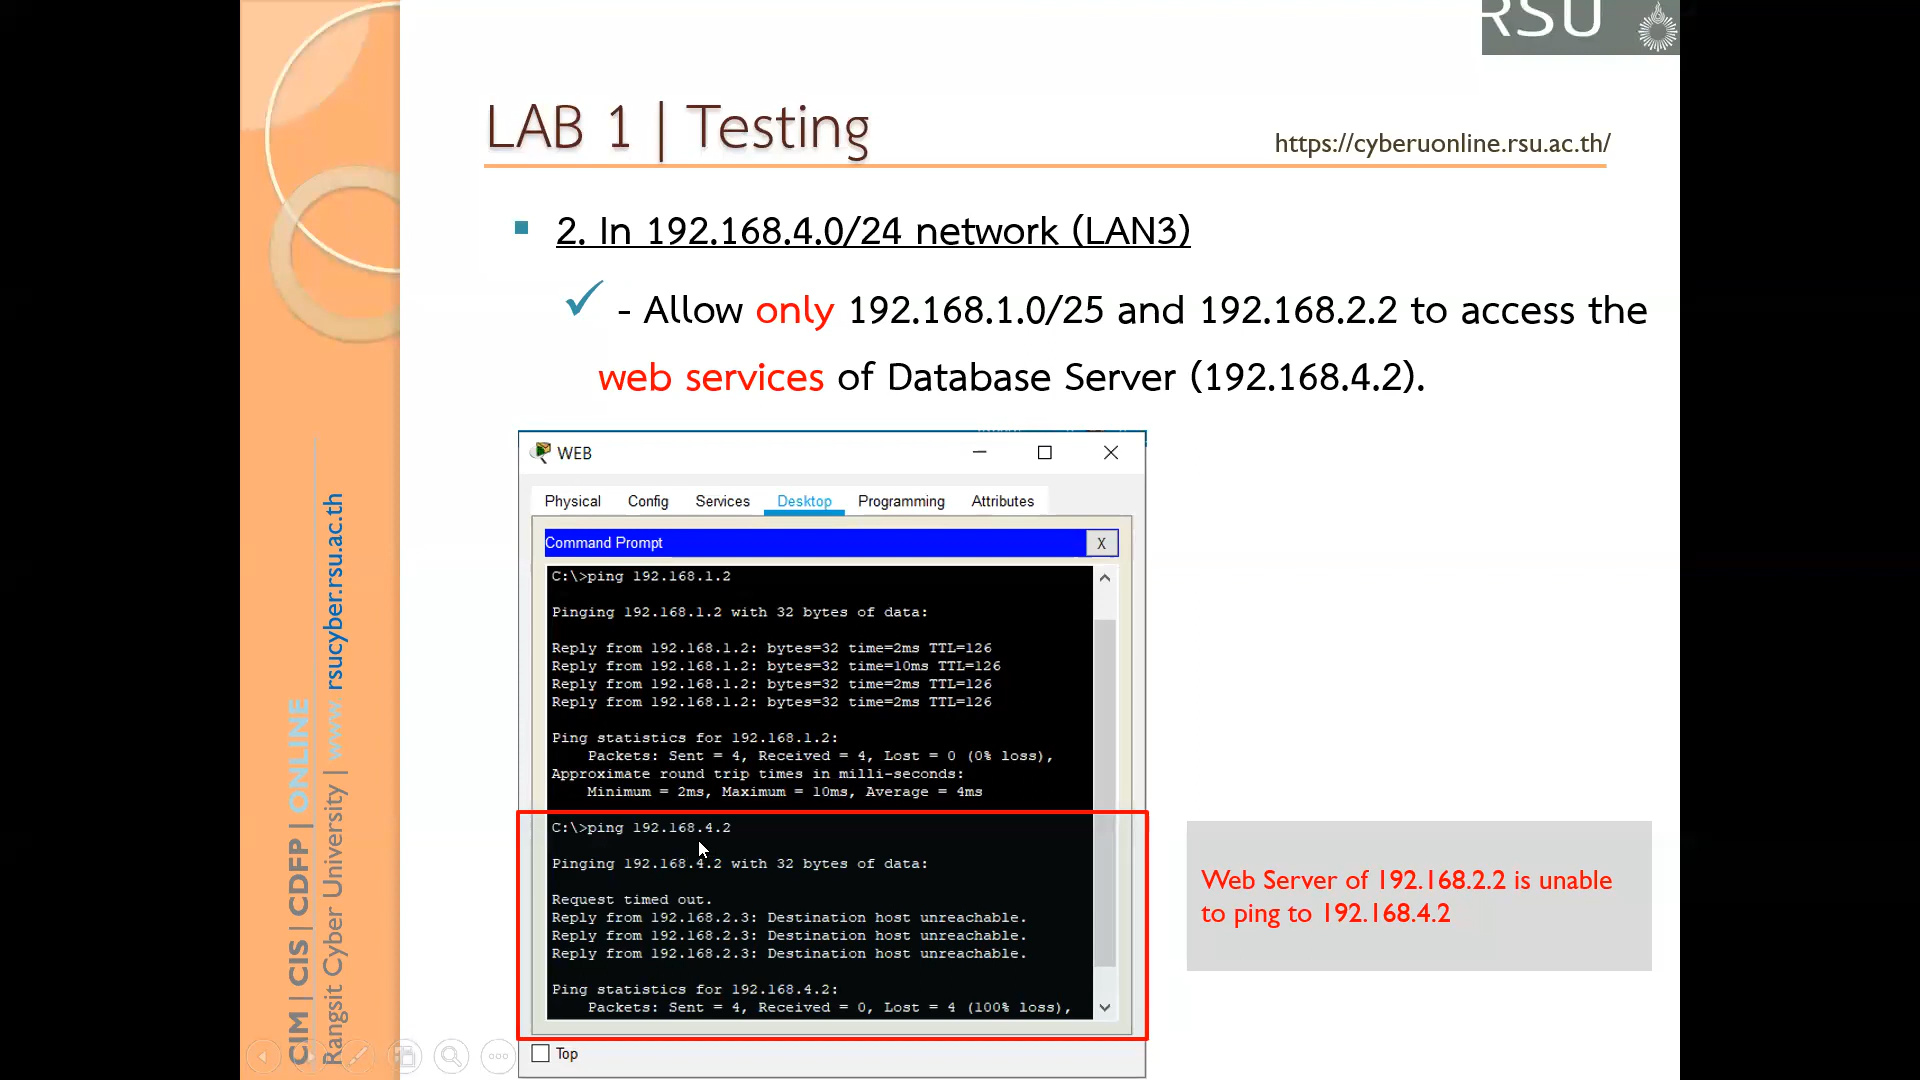 RSU
LAB 1 | Testing
https://cyberuonline.rsu.ac.th/
2. In 192.168.4.0/24 network (LAN3)
- Allow only 192.168.1.0/25 and 192.168.2.2 to access the
web services of Database Server (192.168.4.2).
WEB
Physical Config Services Desktop Programming Attributes
Command Prompt X
C:\>ping 192.168.1.2
Pinging 192.168.1.2 with 32 bytes of data:
Reply from 192.168.1.2: bytes=32 time=2ms TTL=126
Reply from 192.168.1.2: bytes=32 time=10ms TTL=126
Reply from 192.168.1.2: bytes=32 time=2ms TTL=126
Reply from 192.168.1.2: bytes=32 time=2ms TTL=126
Ping statistics for 192.168.1.2:
Packets: Sent = 4, Received = 4, Lost = 0 (0% loss),
Approximate round trip times in milli-seconds:
Minimum = 2ms, Maximum = 10ms, Average = 4ms
C:\>ping 192.168.4.2
Pinging 192.168.4.2 with 32 bytes of data:
Request timed out.
Reply from 192.168.2.3: Destination host unreachable.
Reply from 192.168.2.3: Destination host unreachable.
Reply from 192.168.2.3: Destination host unreachable.
Ping statistics for 192.168.4.2:
Packets: Sent = 4, Received = 0, Lost = 4 (100% loss),
Top
Web Server of 192.168.2.2 is unable
to ping to 192.168.4.2
CIM | CIS | CDFP | ONLINE
Rangsit Cyber University | www.rsucyber.rsu.ac.th